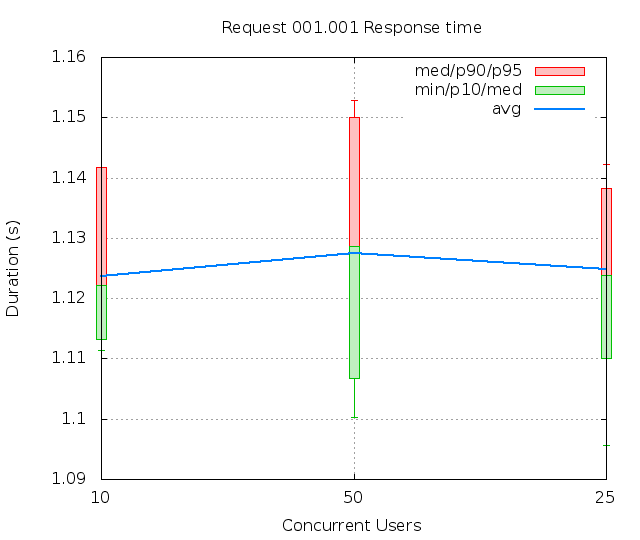 Request 001.001 Response time
med/p90/p95
min/p10/med
avg
1.16
1.15
1.14
1.13
1.12
1.11
1.1
1.09
Duration (s)
10 50 25
Concurrent Users